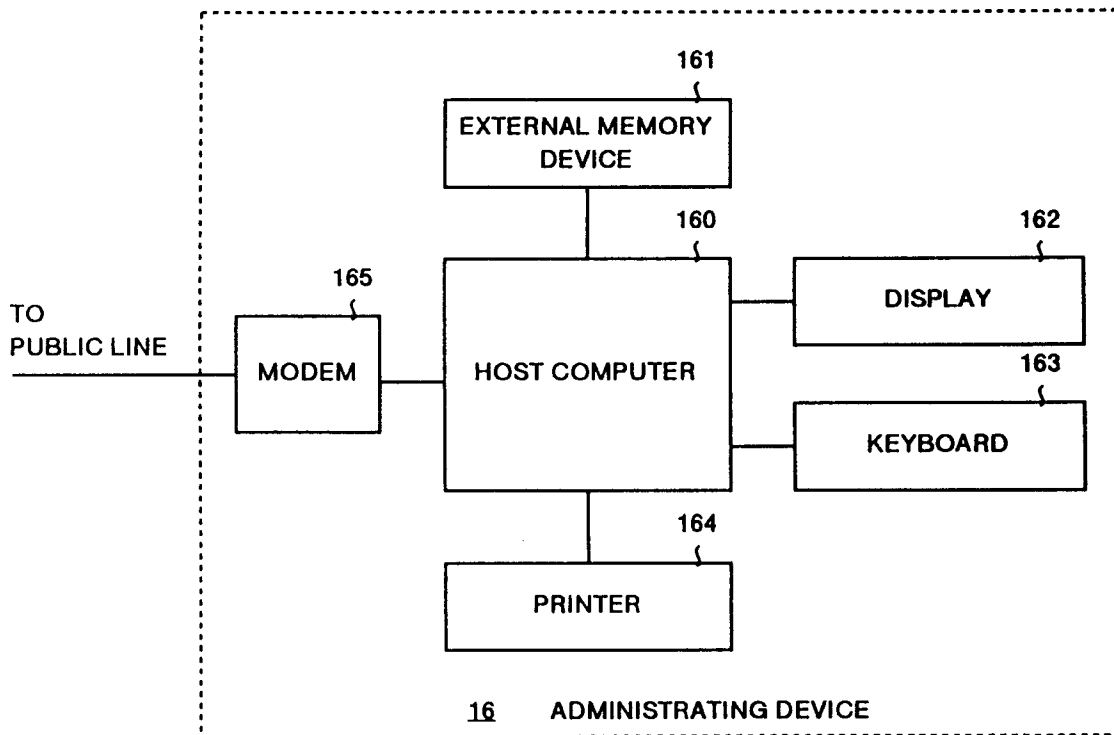 161
EXTERNAL MEMORY
DEVICE
160
162
165
DISPLAY
TO
PUBLIC LINE
MODEM
HOST COMPUTER
163
KEYBOARD
164
PRINTER
16 ADMINISTRATING DEVICE